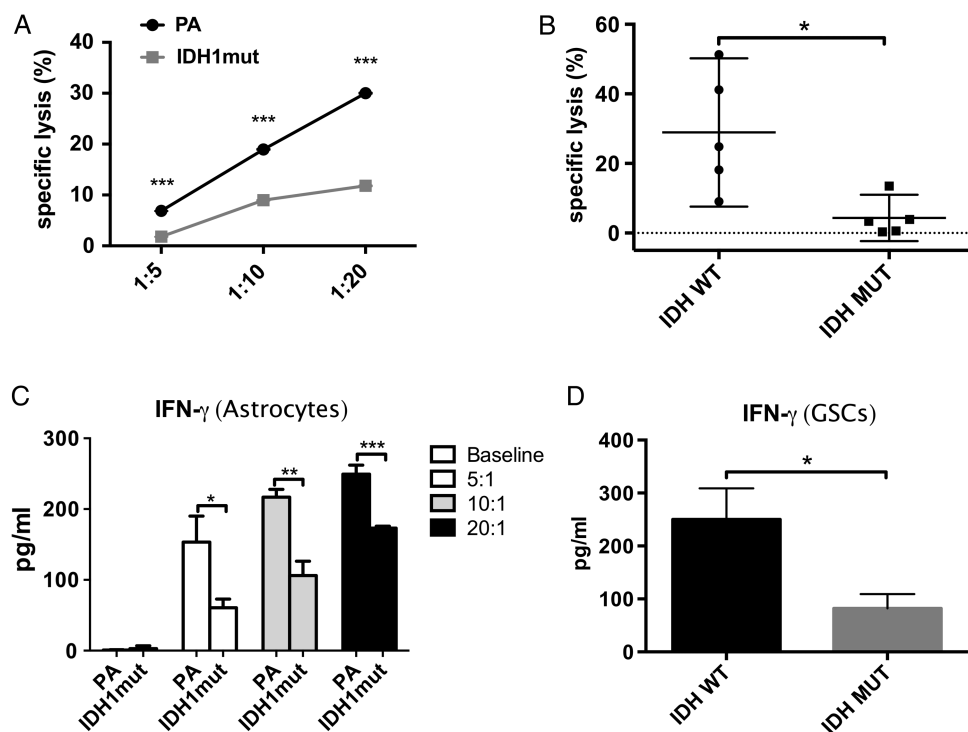 A
PA
IDH1mut
specific lysis (%)
40
30
20
10
0
***
***
***
1:5
1:10
1:20
B
specific lysis (%)
60
40
20
0
*
IDH WT
IDH MUT
C
IFN-γ (Astrocytes)
pg/ml
300
200
100
0
*
**
***
PA
IDH1mut
PA
IDH1mut
PA
IDH1mut
PA
IDH1mut
Baseline
5:1
10:1
20:1
D
IFN-γ (GSCs)
pg/ml
400
300
200
100
0
*
IDH WT
IDH MUT